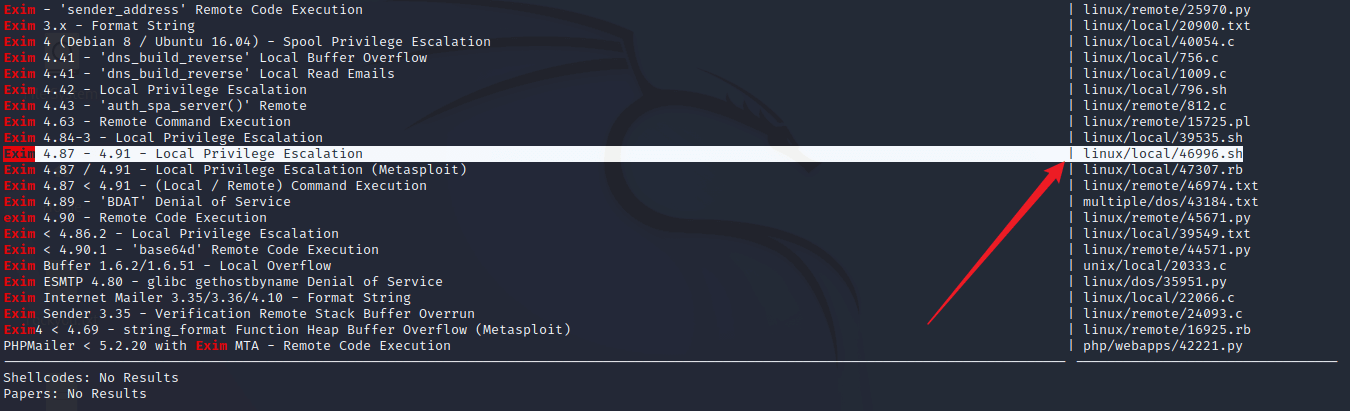 Exim - 'sender_address' Remote Code Execution | linux/remote/25970.py
Exim 3.x - Format String | linux/local/20900.txt
Exim 4 (Debian 8 / Ubuntu 16.04) - Spool Privilege Escalation | linux/local/40054.c
Exim 4.41 - 'dns_build_reverse' Local Buffer Overflow | linux/local/756.c
Exim 4.41 - 'dns_build_reverse' Local Read Emails | linux/local/1009.c
Exim 4.42 - Local Privilege Escalation | linux/local/796.sh
Exim 4.43 - 'auth_spa_server()' Remote | linux/remote/812.c
Exim 4.63 - Remote Command Execution | linux/remote/15725.pl
Exim 4.84-3 - Local Privilege Escalation | linux/local/39535.sh
Exim 4.87 - 4.91 - Local Privilege Escalation | linux/local/46996.sh
Exim 4.87 / 4.91 - Local Privilege Escalation (Metasploit) | linux/local/47307.rb
Exim 4.87 < 4.91 - (Local / Remote) Command Execution | linux/remote/46974.txt
Exim 4.89 - 'BDAT' Denial of Service | multiple/dos/43184.txt
exim 4.90 - Remote Code Execution | linux/remote/45671.py
Exim < 4.86.2 - Local Privilege Escalation | linux/local/39549.txt
Exim < 4.90.1 - 'base64d' Remote Code Execution | linux/remote/44571.py
Exim Buffer 1.6.2/1.6.51 - Local Overflow | unix/local/20333.c
Exim ESMTP 4.80 - glibc gethostbyname Denial of Service | linux/dos/35951.py
Exim Internet Mailer 3.35/3.36/4.10 - Format String | linux/local/22066.c
Exim Sender 3.35 - Verification Remote Stack Buffer Overrun | linux/remote/24093.c
Exim4 < 4.69 - string_format Function Heap Buffer Overflow (Metasploit) | linux/remote/16925.rb
PHPMailer < 5.2.20 with Exim MTA - Remote Code Execution | php/webapps/42221.py
Shellcodes: No Results
Papers: No Results